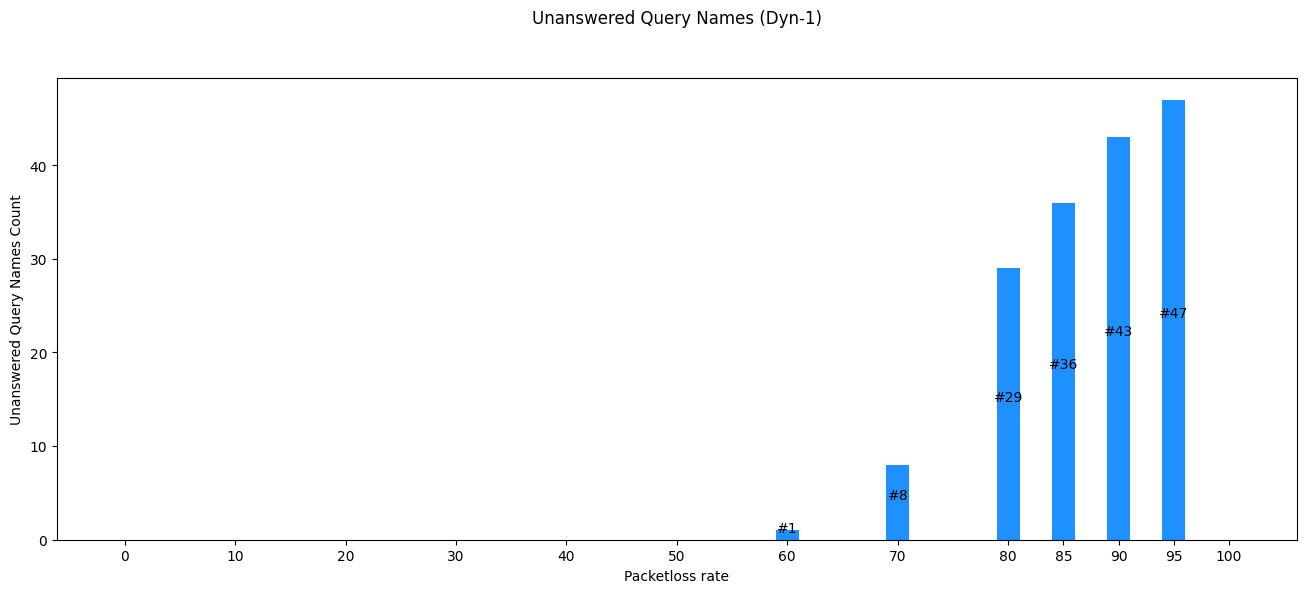 Unanswered Query Names (Dyn-1)
Unanswered Query Names Count
40
30
20
10
0
#1
#8
#29
#36
#43
#47
0 10 20 30 40 50 60 70 80 85 90 95 100
Packetloss rate